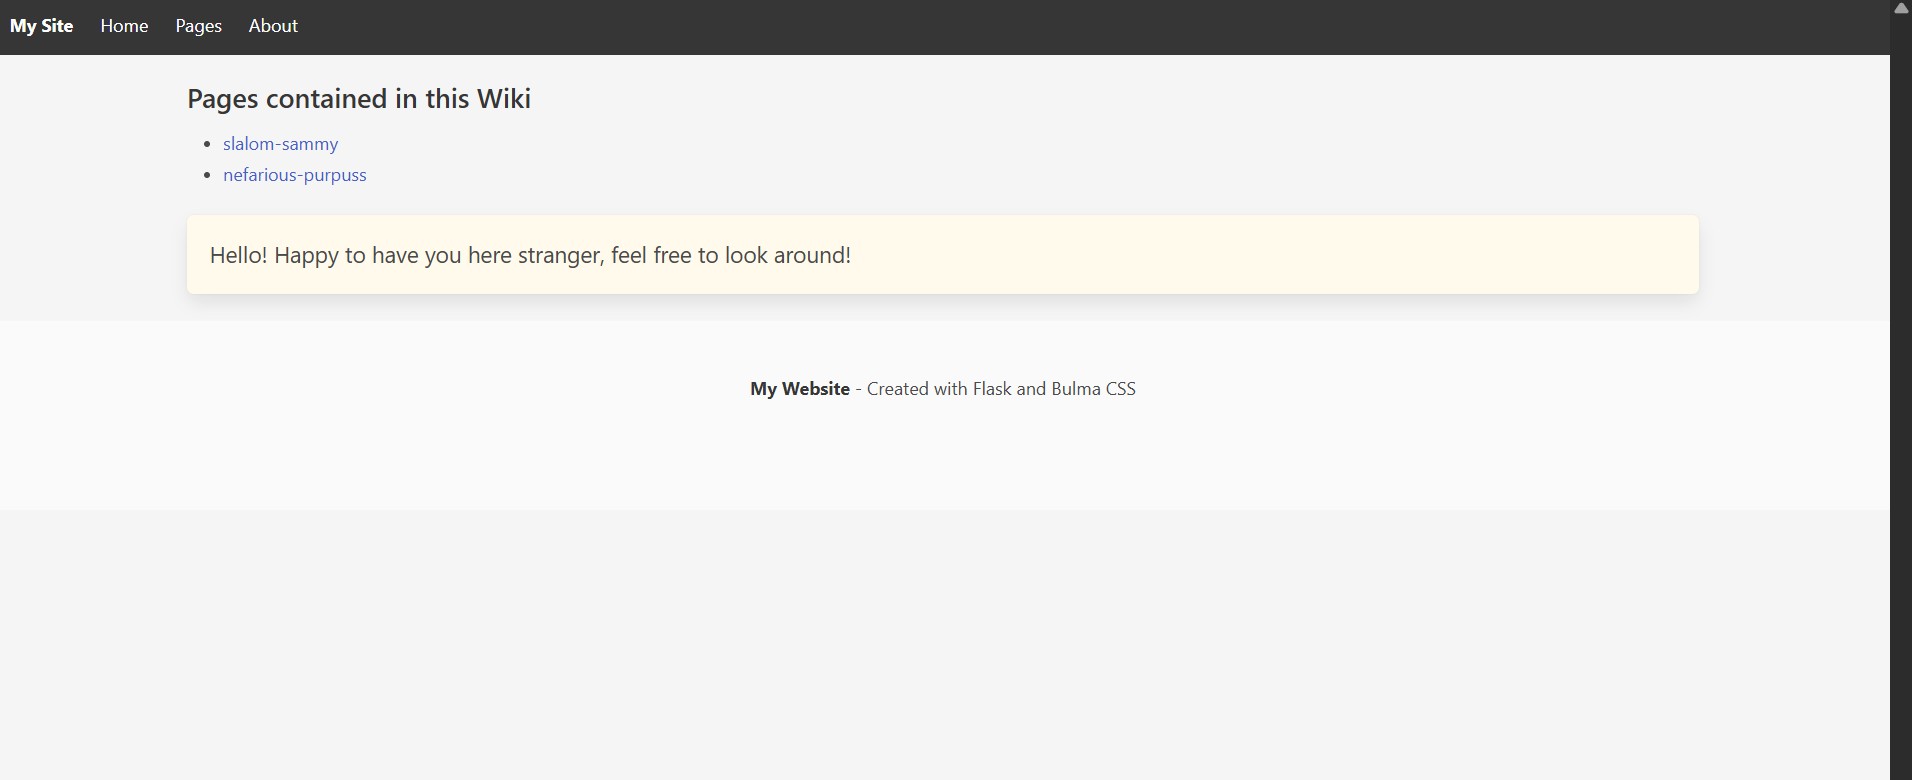 My Site Home Pages About
Pages contained in this Wiki
slalom-sammy
nefarious-purpuss
Hello! Happy to have you here stranger, feel free to look around!
My Website - Created with Flask and Bulma CSS